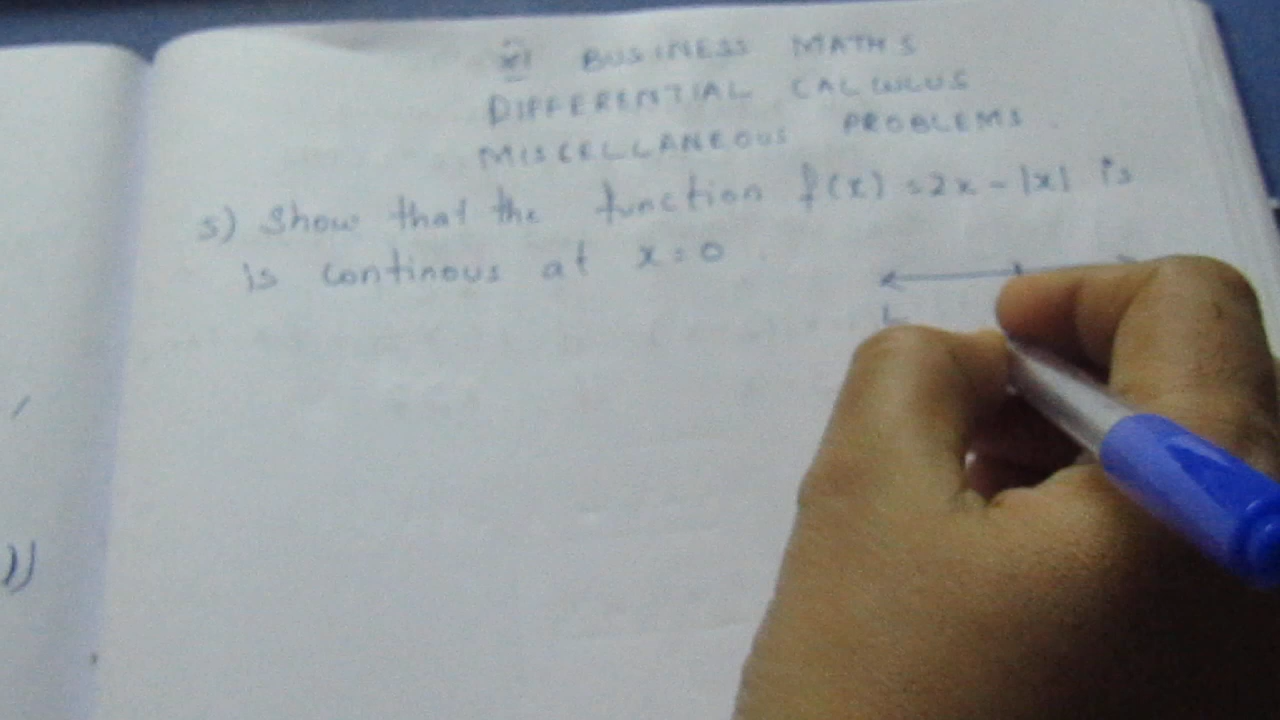 XI BUSINESS MATHS
DIFFERENTIAL CALCULUS
MISCELLANEOUS PROBLEMS
5) Show that the function f(x) = 2x - |x| is
is continous at x = 0
L